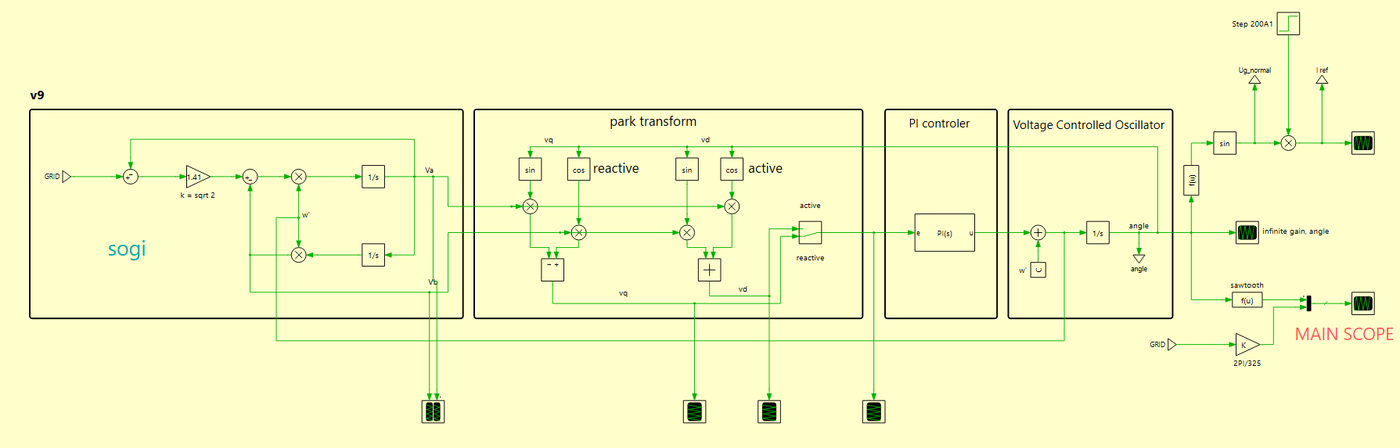 Step 200A1
Ug_normal
I ref
v9
park transform
PI controler
Voltage Controlled Oscillator
vq
vd
sin
GRID
1.41
k = sqrt 2
1/s
Va
sin
cos
reactive
sin
cos
active
f(u)
w'
active
reactive
e
PI(s)
u
1/s
angle
infinite gain, angle
sogi
1/s
w'
C
angle
Vb
vq
vd
sawtooth
f(u)
MAIN SCOPE
GRID
K
2PI/325